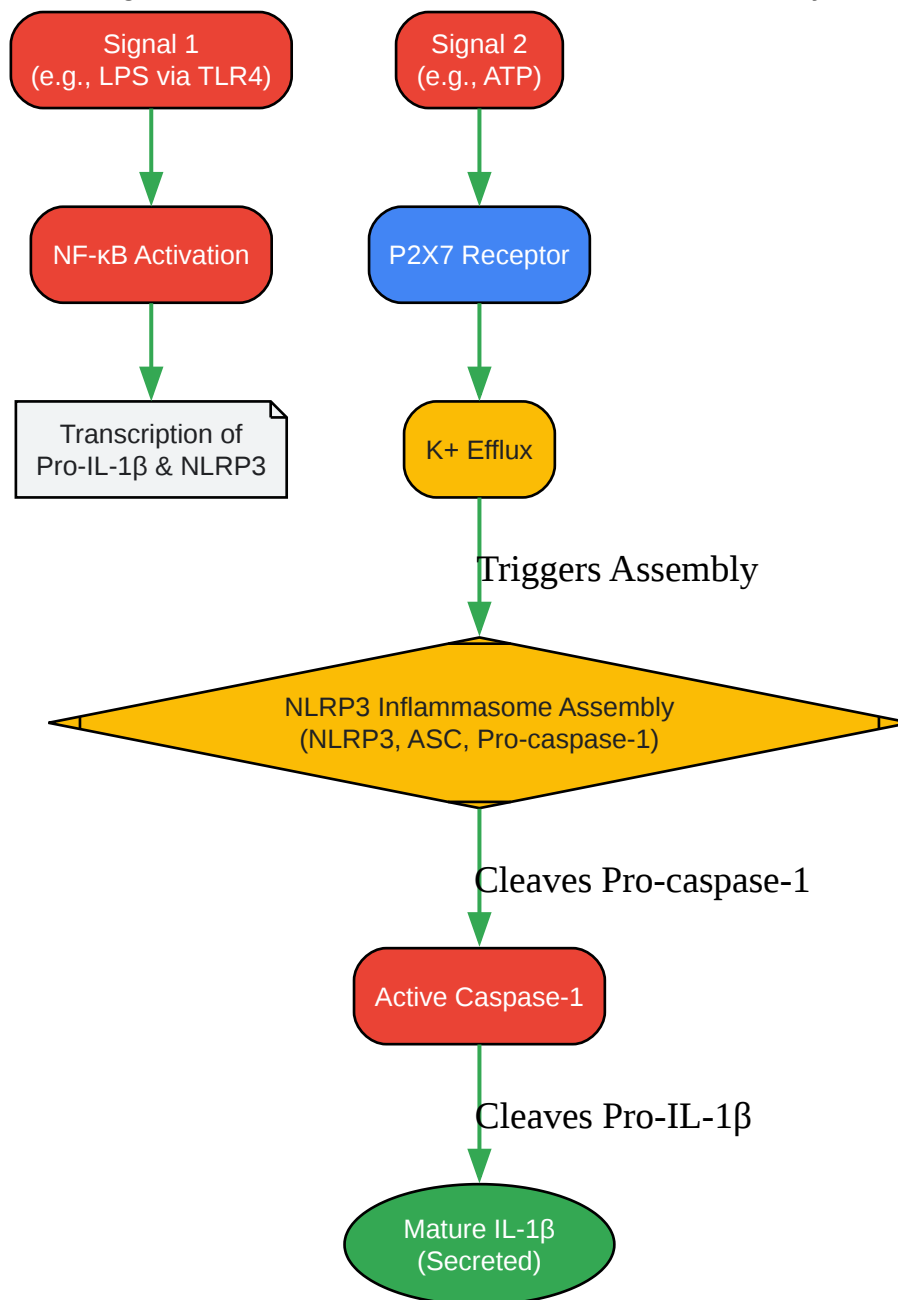 Signal 1
(e.g., LPS via TLR4)
Signal 2
(e.g., ATP)
NF-κB Activation
P2X7 Receptor
Transcription of
Pro-IL-1β & NLRP3
K+ Efflux
Triggers Assembly
NLRP3 Inflammasome Assembly
(NLRP3, ASC, Pro-caspase-1)
Cleaves Pro-caspase-1
Active Caspase-1
Cleaves Pro-IL-1β
Mature IL-1β
(Secreted)